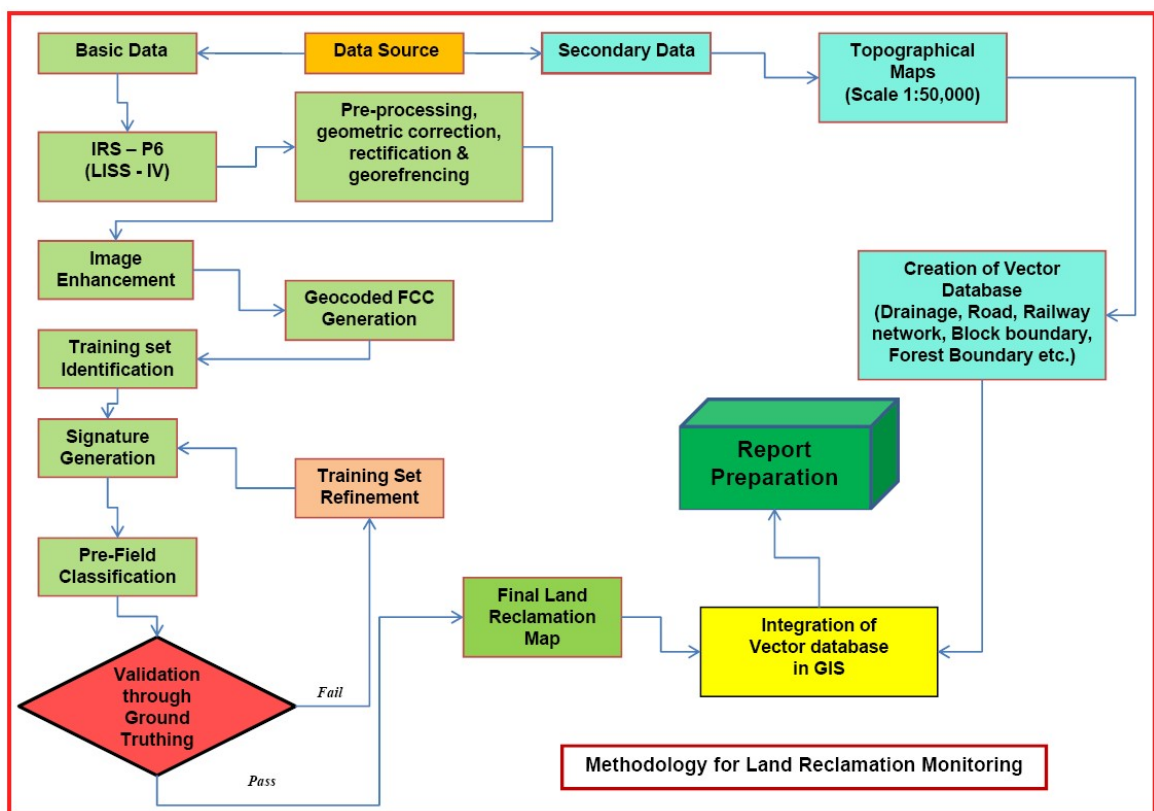 Basic Data
Data Source
Secondary Data
Topographical
Maps
(Scale 1:50,000)
IRS – P6
(LISS - IV)
Pre-processing,
geometric correction,
rectification &
georefrencing
Image
Enhancement
Geocoded FCC
Generation
Creation of Vector
Database
(Drainage, Road, Railway
network, Block boundary,
Forest Boundary etc.)
Training set
Identification
Signature
Generation
Training Set
Refinement
Report
Preparation
Pre-Field
Classification
Final Land
Reclamation
Map
Integration of
Vector database
in GIS
Validation
through
Ground
Truthing
Fail
Pass
Methodology for Land Reclamation Monitoring